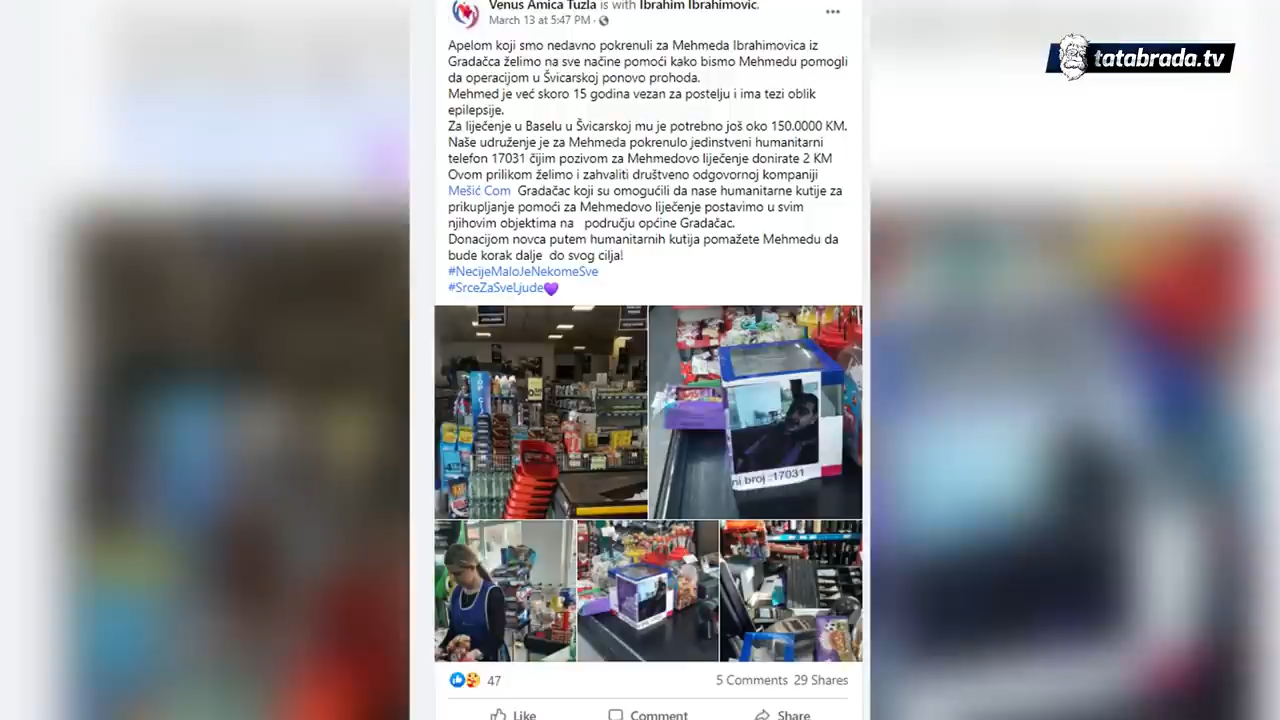 Venus Amica Tuzla is with Ibrahim Ibrahimovic.
March 13 at 5:47 PM ·
tatabrada.tv
Apelom koji smo nedavno pokrenuli za Mehmeda Ibrahimovica iz
Gradačca želimo na sve načine pomoći kako bismo Mehmedu pomogli
da operacijom u Švicarskoj ponovo prohoda.
Mehmed je već skoro 15 godina vezan za postelju i ima tezi oblik
epilepsije.
Za liječenje u Baselu u Švicarskoj mu je potrebno još oko 150.0000 KM.
Naše udruženje je za Mehmeda pokrenulo jedinstveni humanitarni
telefon 17031 čijim pozivom za Mehmedovo liječenje donirate 2 KM
Ovom prilikom želimo i zahvaliti društveno odgovornoj kompaniji
Mešić Com Gradačac koji su omogućili da nase humanitarne kutije za
prikupljanje pomoći za Mehmedovo liječenje postavimo u svim
njihovim objektima na području općine Gradačac.
Donacijom novca putem humanitarnih kutija pomažete Mehmedu da
bude korak dalje do svog cilja!
#NecijeMaloJeNekomeSve
#SrceZaSveLjude
TOP
ni broj :17031
47
5 Comments 29 Shares
Like
Comment
Share